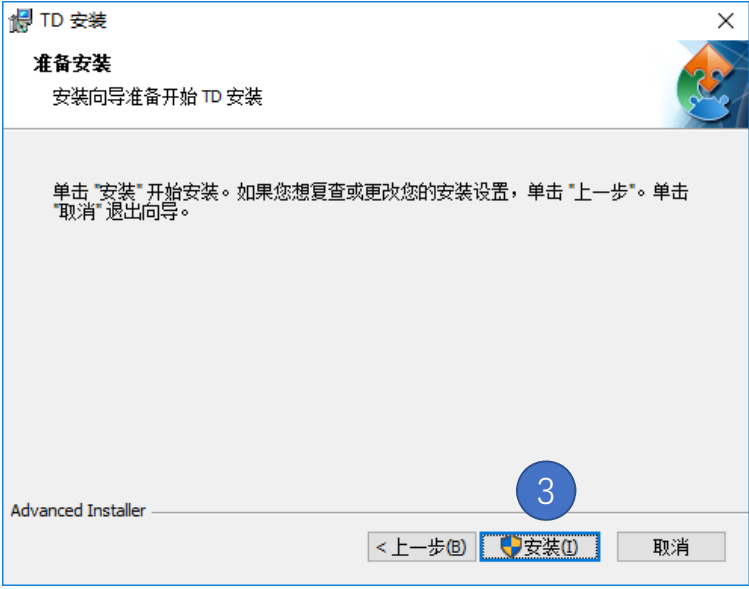 TD 安装
准备安装
安装向导准备开始 TD 安装
单击 "安装" 开始安装。如果您想复查或更改您的安装设置，单击 "上一步"。单击
"取消" 退出向导。
3
Advanced Installer
< 上一步(B)
安装(I)
取消